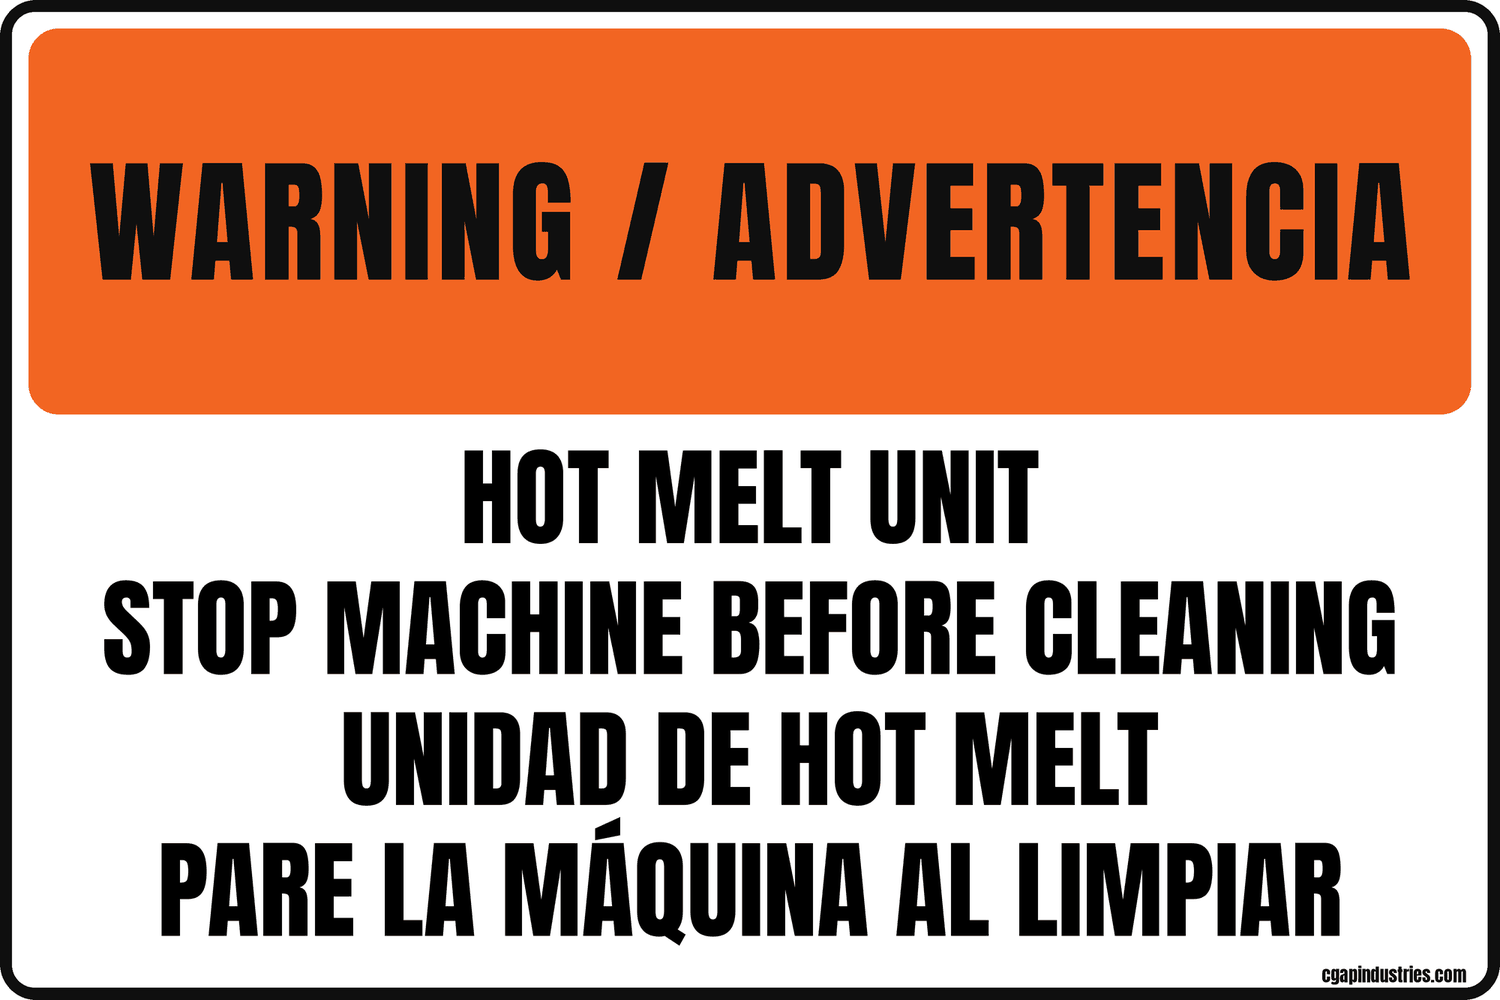 WARNING / ADVERTENCIA
HOT MELT UNIT
STOP MACHINE BEFORE CLEANING
UNIDAD DE HOT MELT
PARE LA MÁQUINA AL LIMPIAR
cgapindustries.com